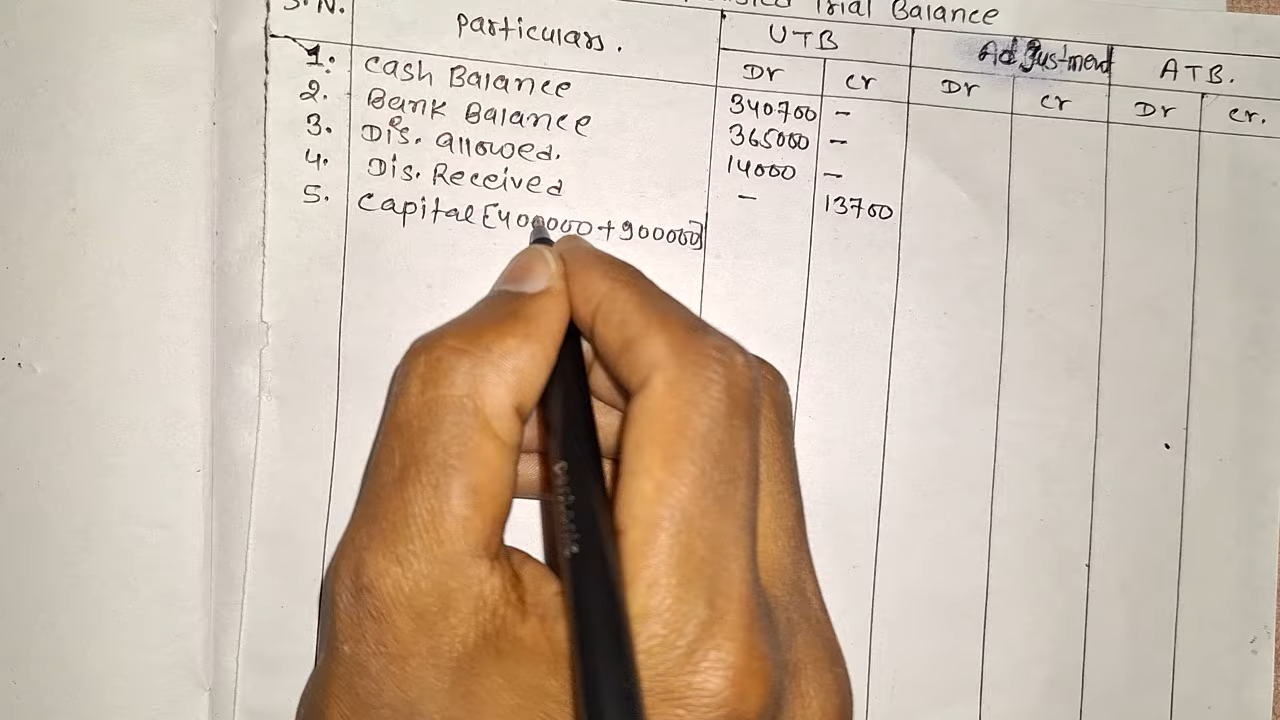 S.N. Trial Balance
Particulars. UTB Adjustment ATB.
Dr Cr Dr Cr Dr Cr.
1. Cash Balance 340700 -
2. Bank Balance 365000 -
3. Dis. allowed. 14000 -
4. Dis. Received - 13700
5. Capital [400000+900000]